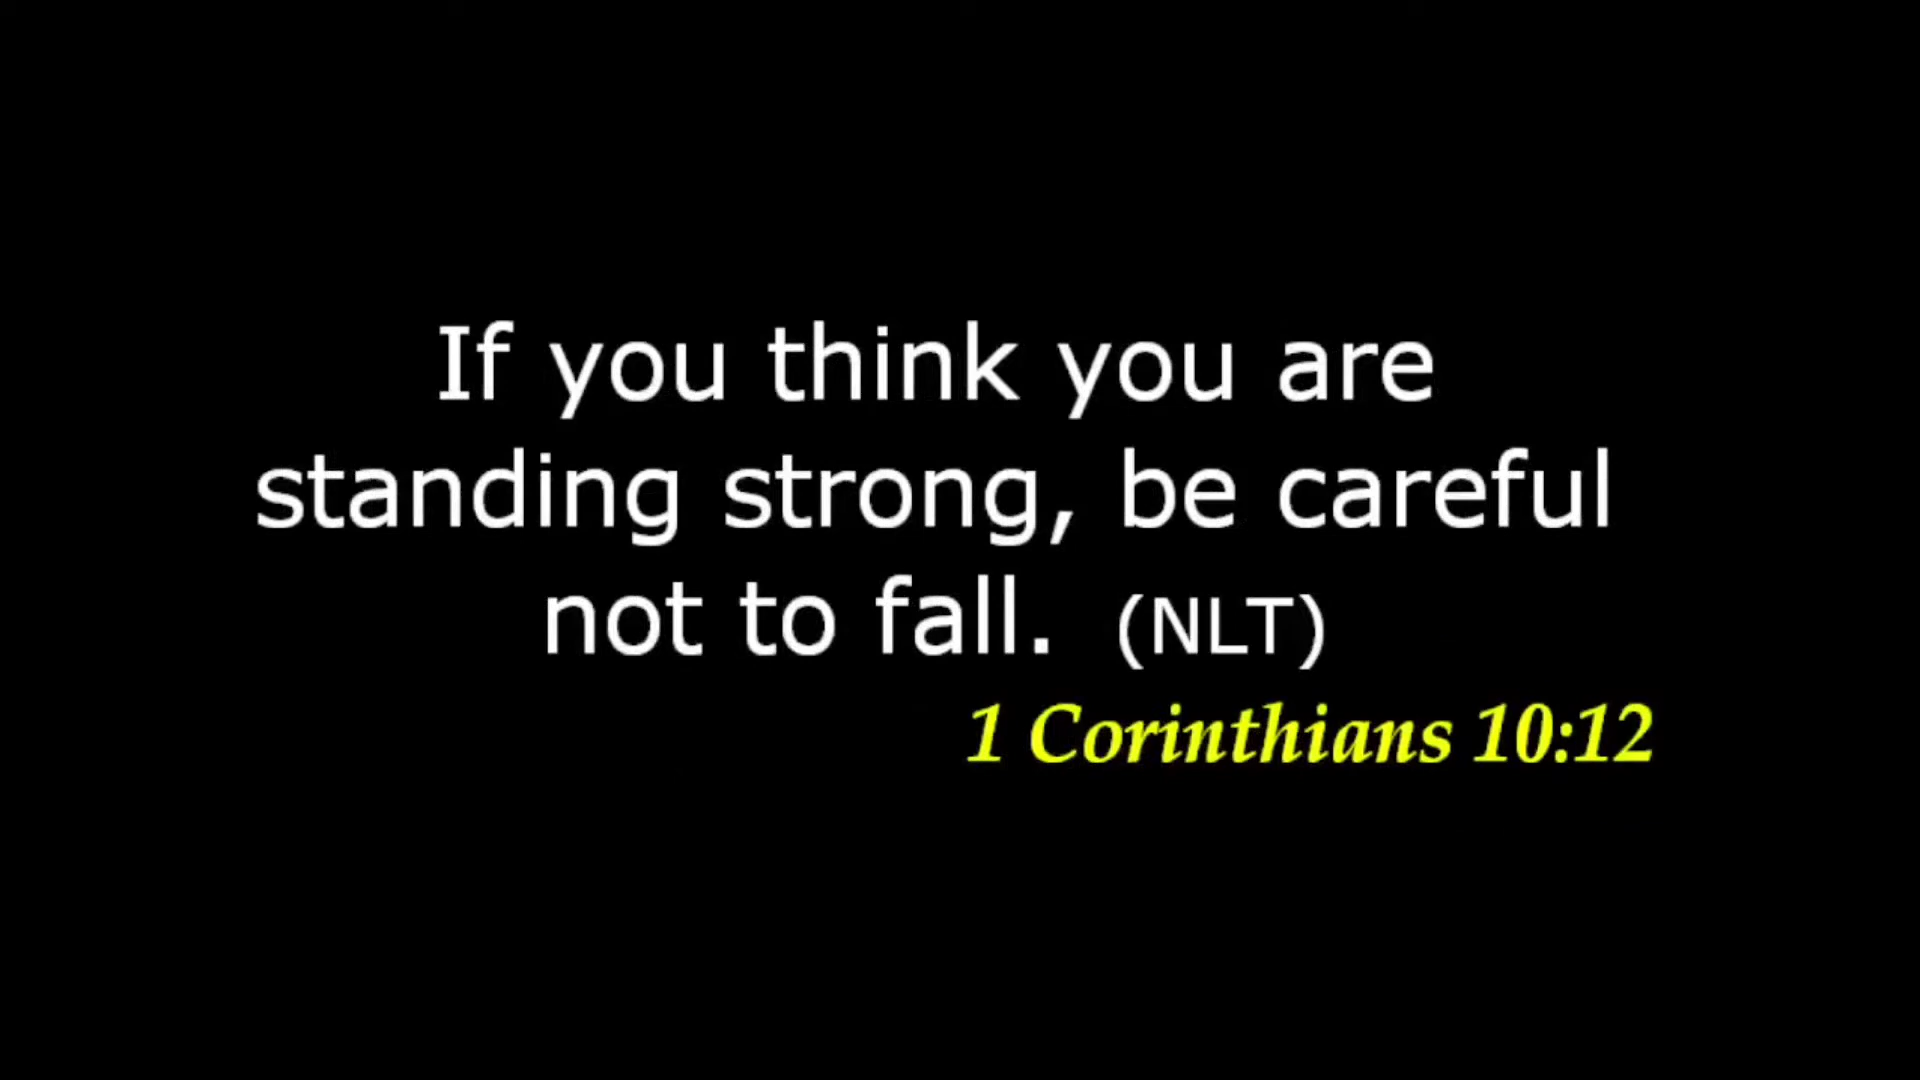 If you think you are
standing strong, be careful
not to fall. (NLT)
1 Corinthians 10:12